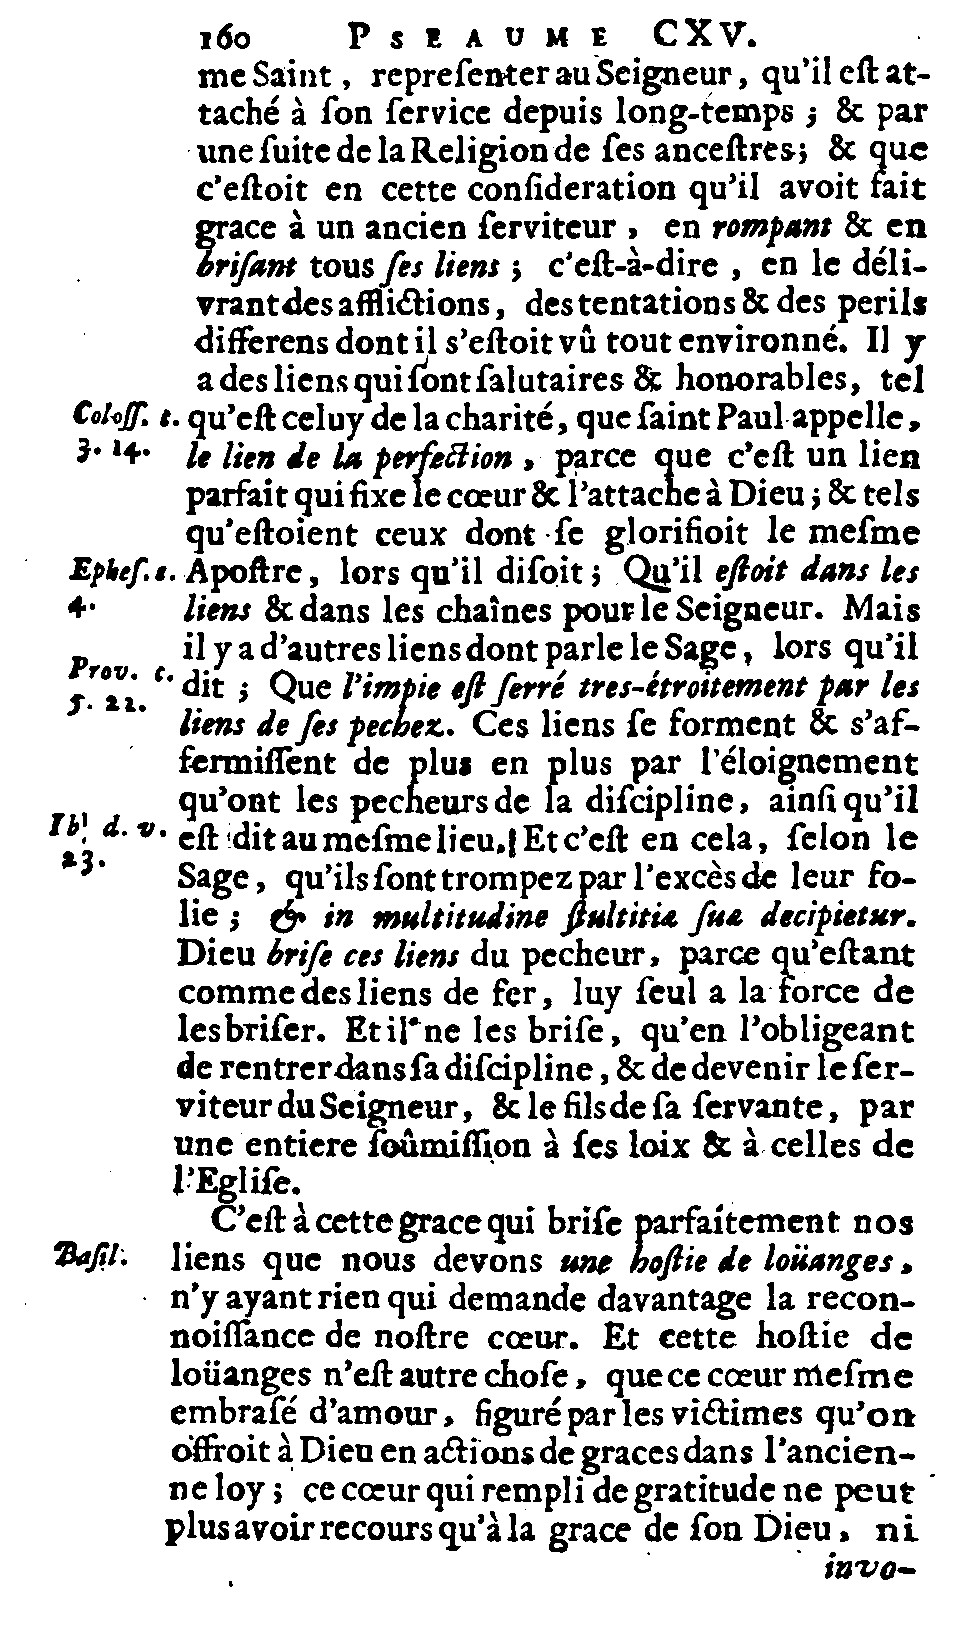 160 PSEAUME CXV.
me Saint, repreſenter au Seigneur, qu'il eſt at-
taché à ſon ſervice depuis long-temps ; & par
une ſuite de la Religion de ſes anceſtres; & que
c'eſtoit en cette conſideration qu'il avoit fait
grace à un ancien ſerviteur, en rompant & en
briſant tous ſes liens ; c'eſt-à-dire, en le déli-
vrant des afflictions, des tentations & des perils
differens dont il s'eſtoit vû tout environné. Il y
a des liens qui ſont ſalutaires & honorables, tel
Coloſſ. c. qu'eſt celuy de la charité, que ſaint Paul appelle,
3. 14. le lien de la perfection, parce que c'eſt un lien
parfait qui fixe le cœur & l'attache à Dieu ; & tels
qu'eſtoient ceux dont ſe glorifioit le meſme
Epheſ. c. Apoſtre, lors qu'il diſoit ; Qu'il eſtoit dans les
4. liens & dans les chaînes pour le Seigneur. Mais
il y a d'autres liens dont parle le Sage, lors qu'il
Prov. c. dit ; Que l'impie eſt ſerré tres-étroitement par les
5. 22. liens de ſes pechez. Ces liens ſe forment & s'af-
fermiſſent de plus en plus par l'éloignement
qu'ont les pecheurs de la diſcipline, ainſi qu'il
Ibid. v. eſt dit au meſme lieu. Et c'eſt en cela, ſelon le
23. Sage, qu'ils ſont trompez par l'excès de leur fo-
lie ; & in multitudine ſtultitiæ ſuæ decipietur.
Dieu briſe ces liens du pecheur, parce qu'eſtant
comme des liens de fer, luy ſeul a la force de
les briſer. Et il ne les briſe, qu'en l'obligeant
de rentrer dans ſa diſcipline, & de devenir le ſer-
viteur du Seigneur, & le fils de ſa ſervante, par
une entiere ſoûmiſſion à ſes loix & à celles de
l'Egliſe.
C'eſt à cette grace qui briſe parfaitement nos
Baſil. liens que nous devons une hoſtie de loüanges,
n'y ayant rien qui demande davantage la recon-
noiſſance de noſtre cœur. Et cette hoſtie de
loüanges n'eſt autre choſe, que ce cœur meſme
embraſé d'amour, figuré par les victimes qu'on
offroit à Dieu en actions de graces dans l'ancien-
ne loy ; ce cœur qui rempli de gratitude ne peut
plus avoir recours qu'à la grace de ſon Dieu, ni
invo-